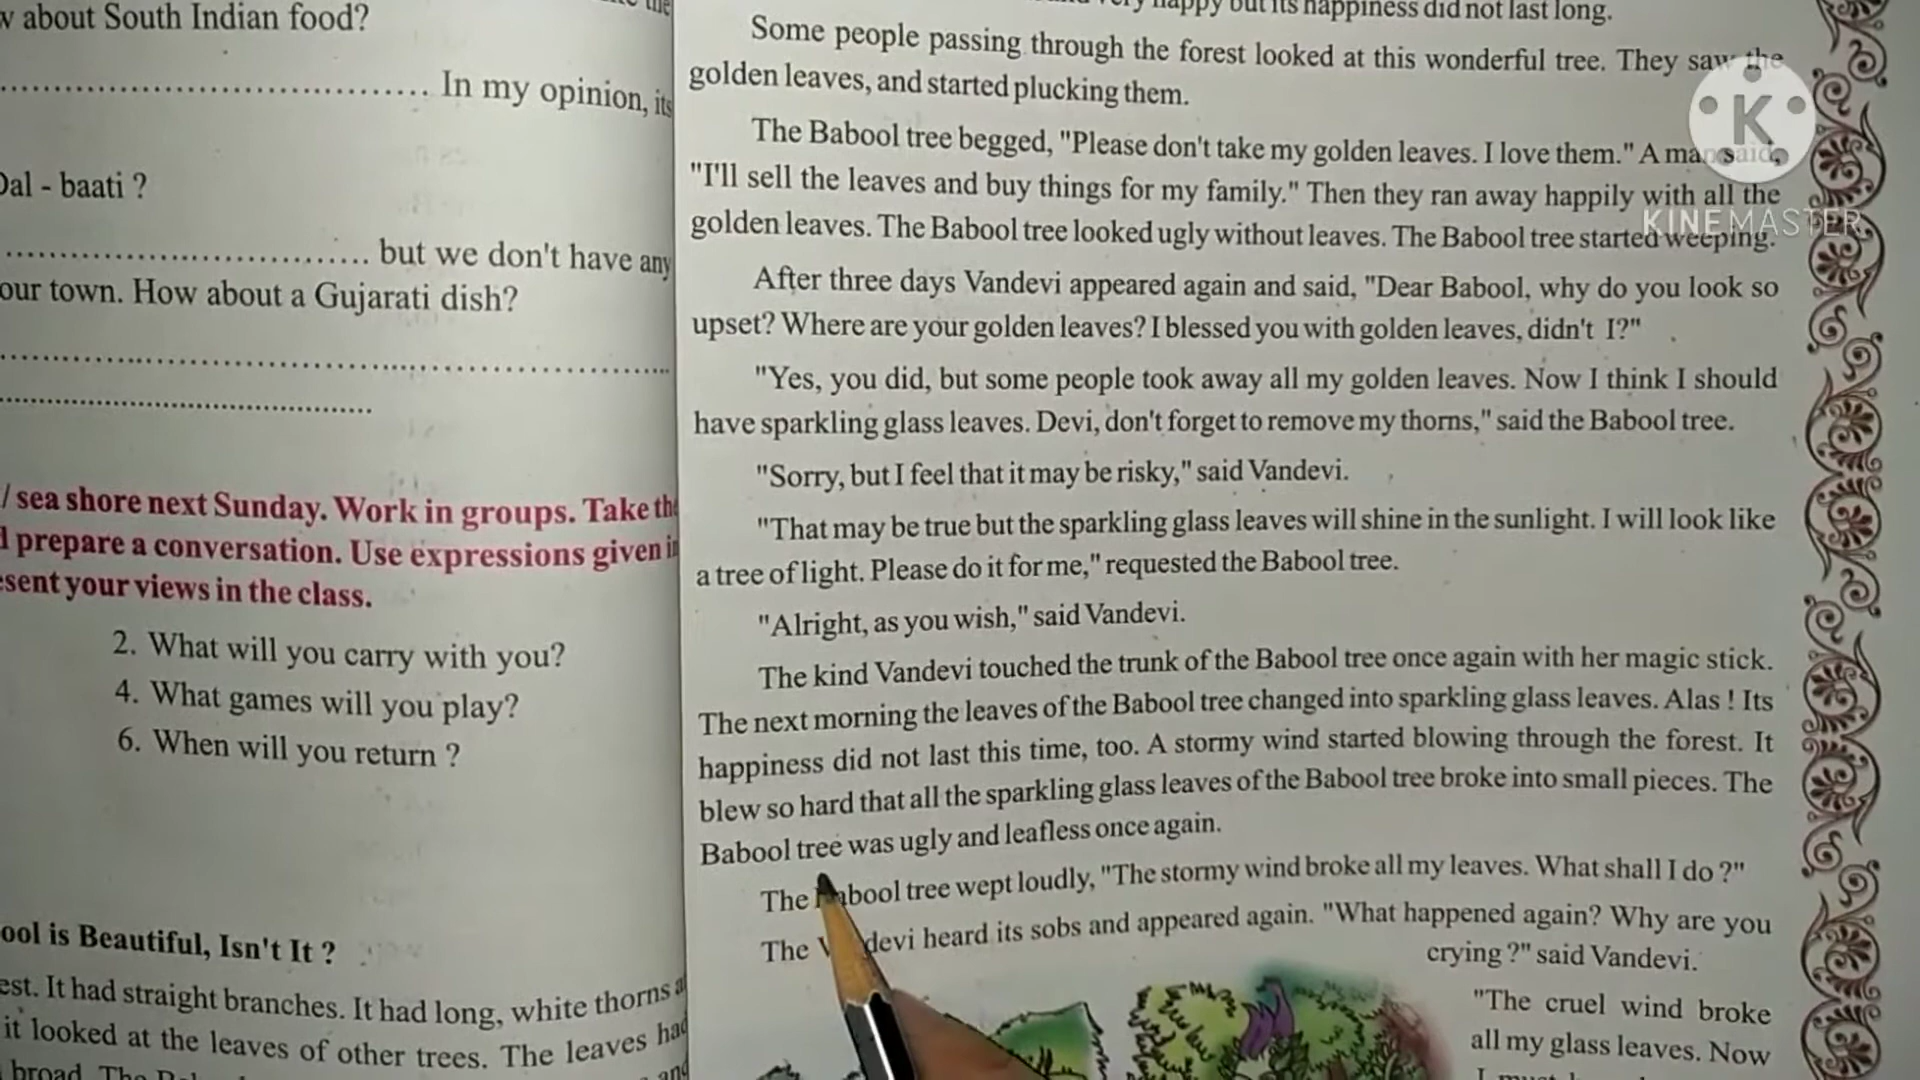 w about South Indian food?
In my opinion, its
Dal - baati ?
but we don't have any
our town. How about a Gujarati dish?
/ sea shore next Sunday. Work in groups. Take the
prepare a conversation. Use expressions given in
sent your views in the class.
2. What will you carry with you?
4. What games will you play?
6. When will you return ?
ool is Beautiful, Isn't It ?
est. It had straight branches. It had long, white thorns
it looked at the leaves of other trees. The leaves had
broad. The
very happy but its happiness did not last long.
Some people passing through the forest looked at this wonderful tree. They saw the
golden leaves, and started plucking them.
The Babool tree begged, "Please don't take my golden leaves. I love them." A man said,
"I'll sell the leaves and buy things for my family." Then they ran away happily with all the
golden leaves. The Babool tree looked ugly without leaves. The Babool tree started weeping.
After three days Vandevi appeared again and said, "Dear Babool, why do you look so
upset? Where are your golden leaves? I blessed you with golden leaves, didn't I?"
"Yes, you did, but some people took away all my golden leaves. Now I think I should
have sparkling glass leaves. Devi, don't forget to remove my thorns," said the Babool tree.
"Sorry, but I feel that it may be risky," said Vandevi.
"That may be true but the sparkling glass leaves will shine in the sunlight. I will look like
a tree of light. Please do it for me," requested the Babool tree.
"Alright, as you wish," said Vandevi.
The kind Vandevi touched the trunk of the Babool tree once again with her magic stick.
The next morning the leaves of the Babool tree changed into sparkling glass leaves. Alas ! Its
happiness did not last this time, too. A stormy wind started blowing through the forest. It
blew so hard that all the sparkling glass leaves of the Babool tree broke into small pieces. The
Babool tree was ugly and leafless once again.
The Babool tree wept loudly, "The stormy wind broke all my leaves. What shall I do ?"
The Vandevi heard its sobs and appeared again. "What happened again? Why are you
crying ?" said Vandevi.
"The cruel wind broke
all my glass leaves. Now
K
KINEMASTER